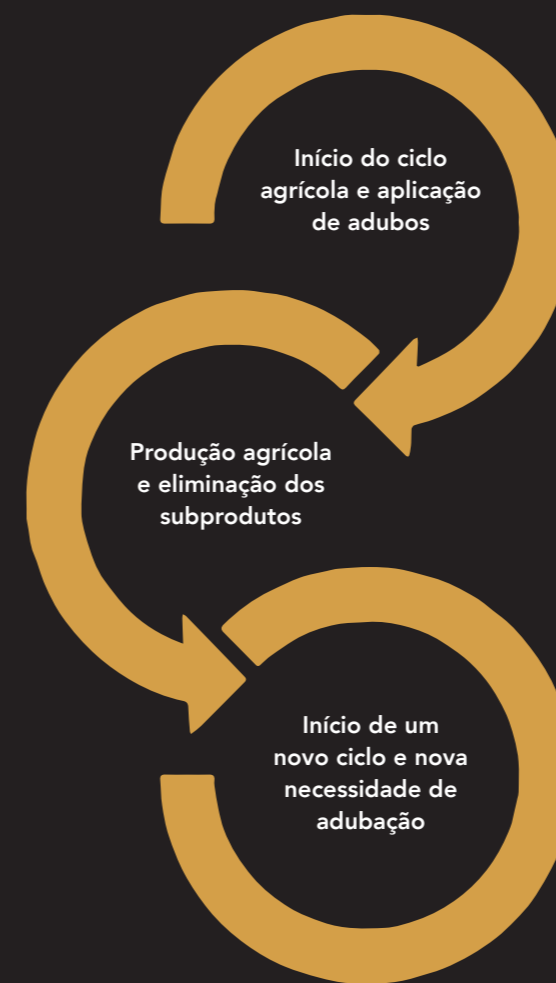 Início do ciclo
agrícola e aplicação
de adubos
Produção agrícola
e eliminação dos
subprodutos
Início de um
novo ciclo e nova
necessidade de
adubação